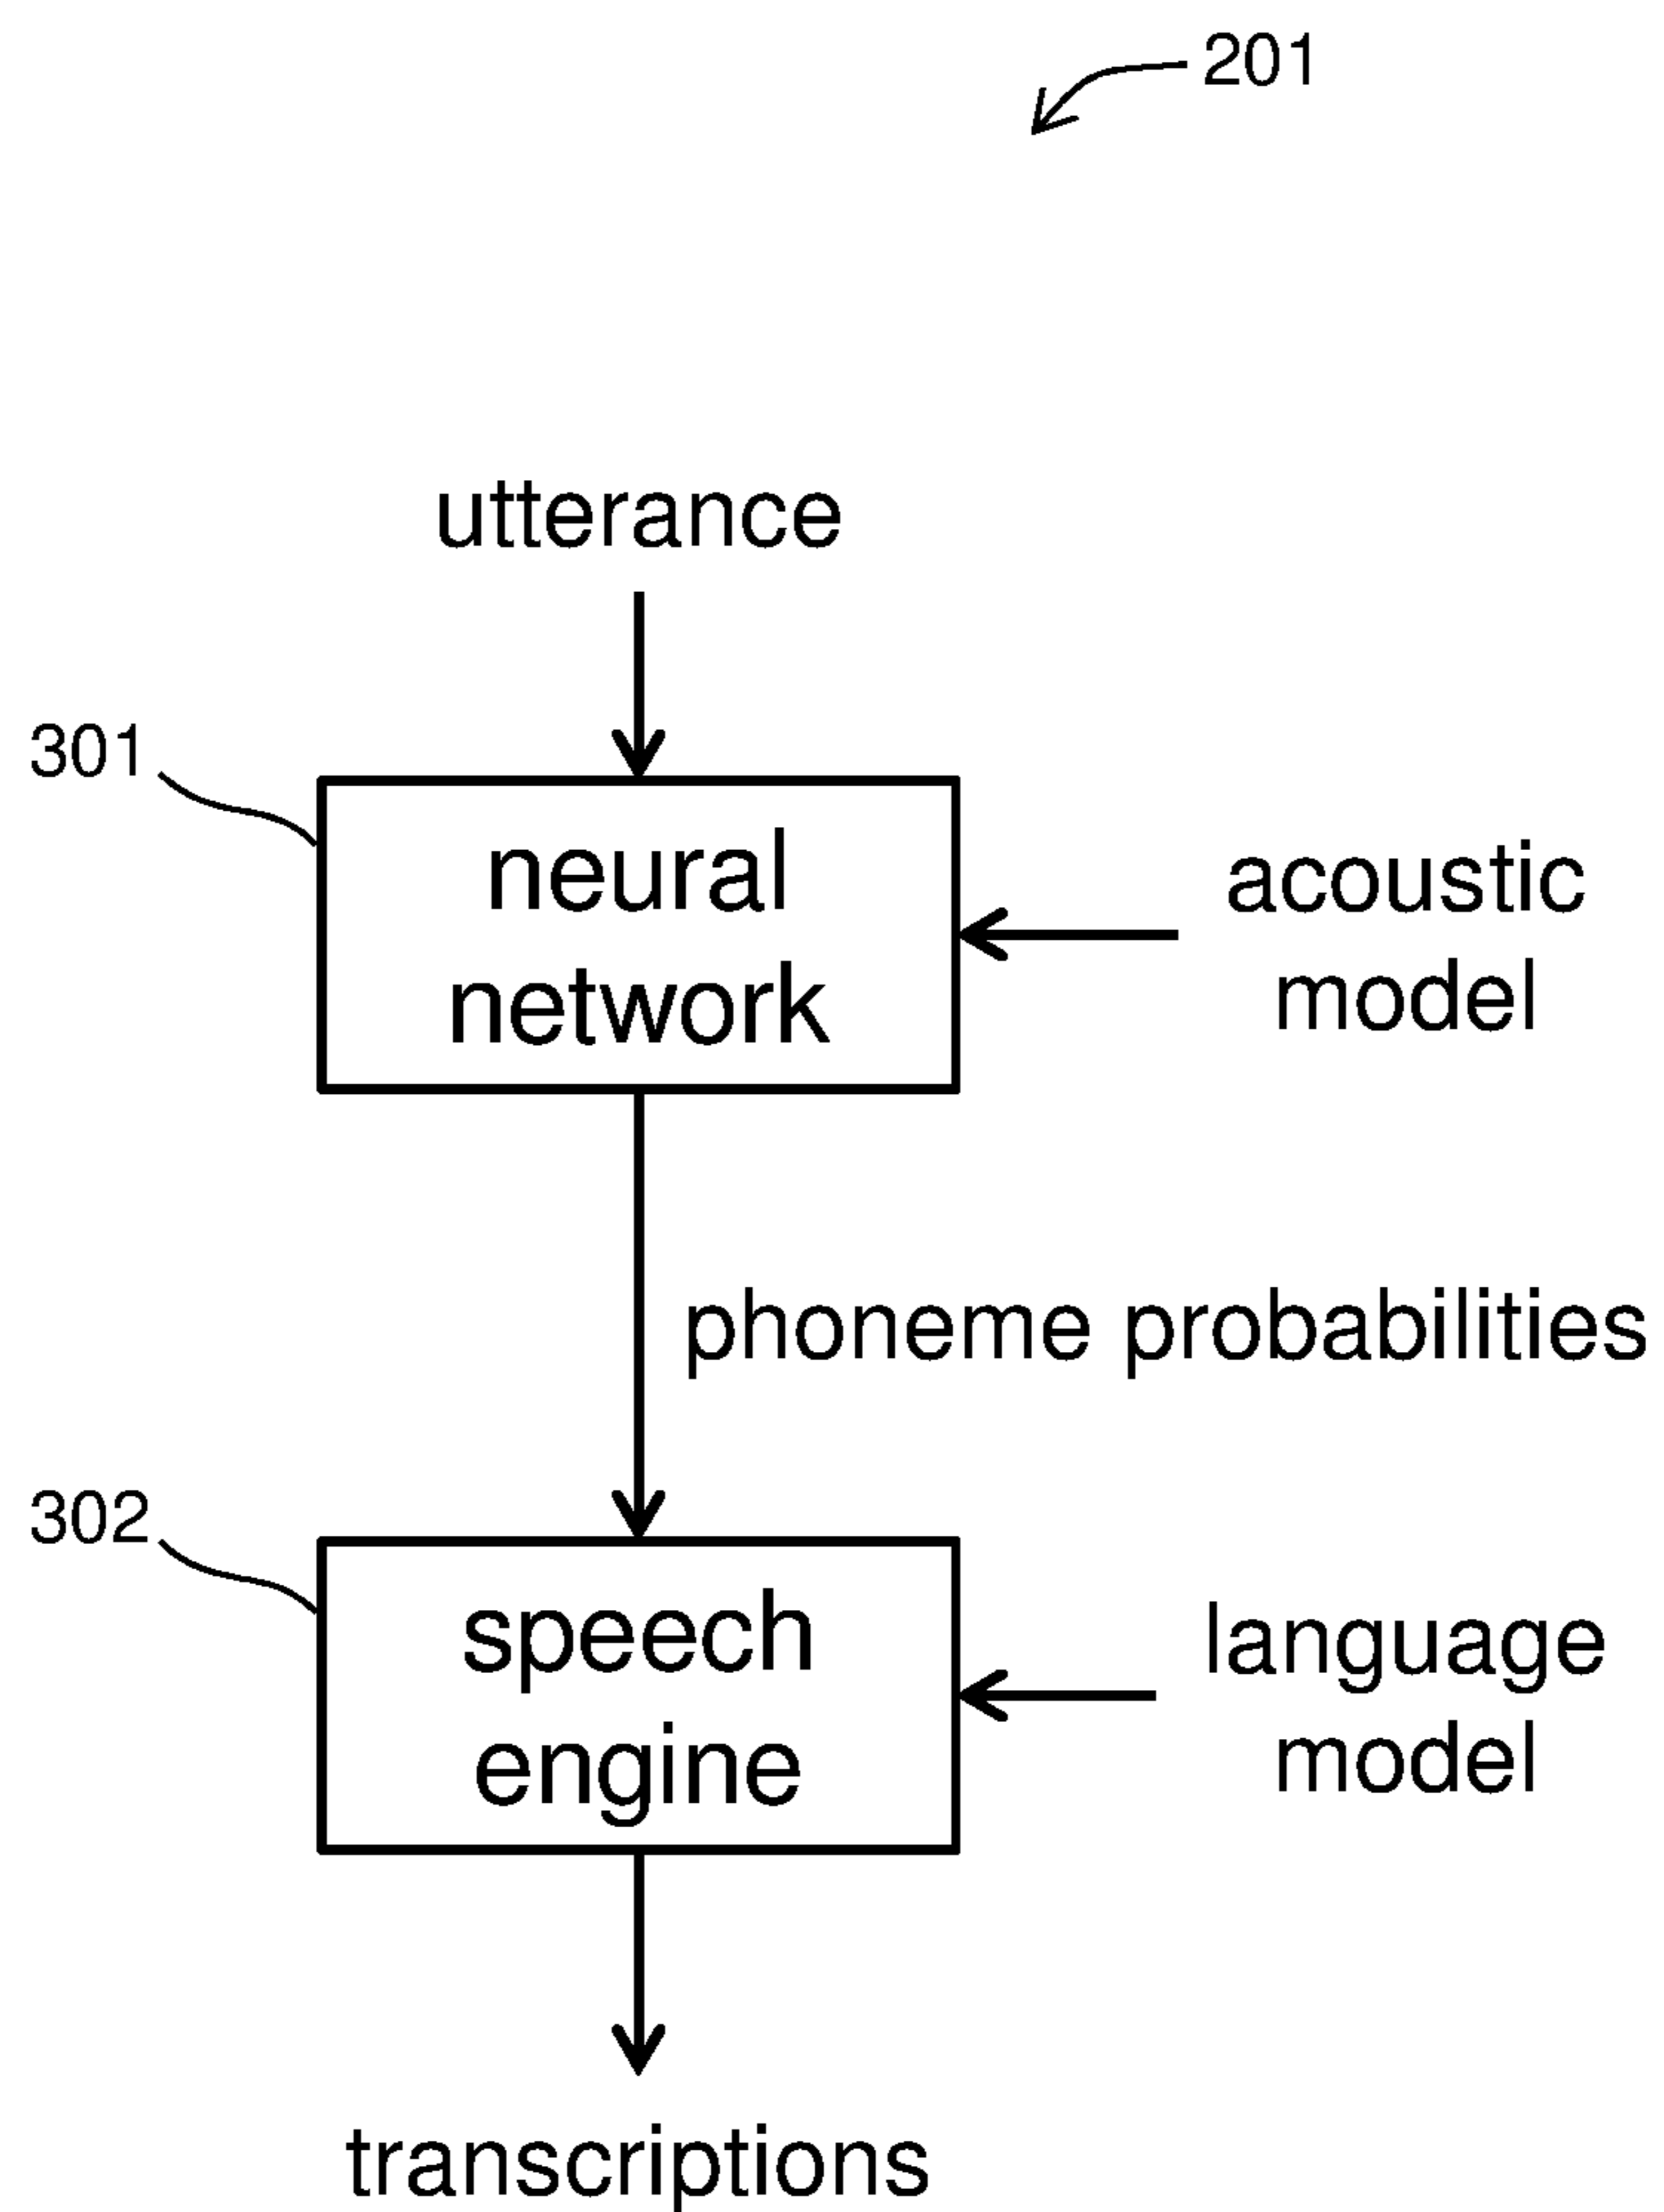 201
utterance
301
neural
network
acoustic
model
phoneme probabilities
302
speech
engine
language
model
transcriptions